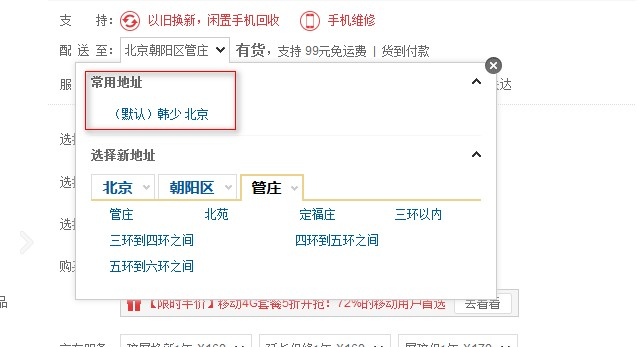 支 持： 以旧换新，闲置手机回收 手机维修
配 送 至： 北京朝阳区管庄 有货，支持 99元免运费 | 货到付款
服
常用地址
达
（默认）韩少 北京
选择新地址
选
北京 朝阳区 管庄
选
管庄 北苑 定福庄 三环以内
选
三环到四环之间 四环到五环之间
购
五环到六环之间
品
【限时半价】移动4G套餐5折开抢：72%的移动用户首选 去看看